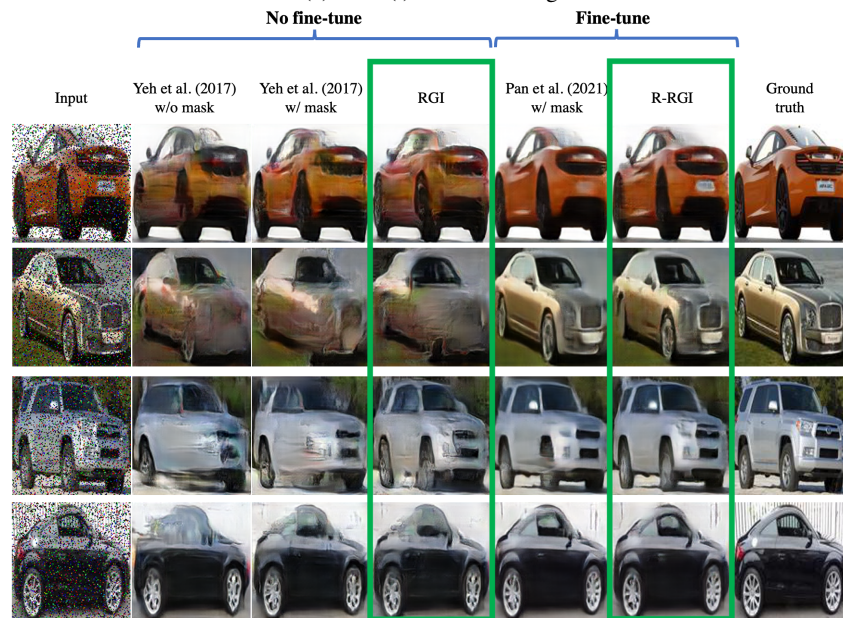 No fine-tune
Fine-tune
Input
Yeh et al. (2017)
w/o mask
Yeh et al. (2017)
w/ mask
RGI
Pan et al. (2021)
w/ mask
R-RGI
Ground
truth